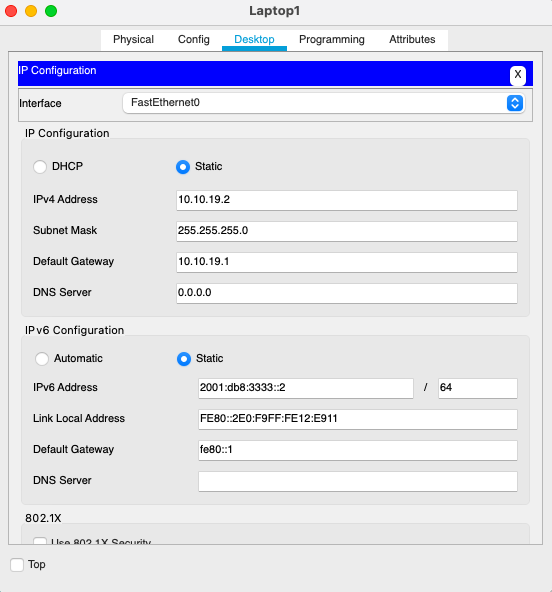 Laptop1
Physical Config Desktop Programming Attributes
IP Configuration
X
Interface FastEthernet0
IP Configuration
DHCP Static
IPv4 Address 10.10.19.2
Subnet Mask 255.255.255.0
Default Gateway 10.10.19.1
DNS Server 0.0.0.0
IPv6 Configuration
Automatic Static
IPv6 Address 2001:db8:3333::2 / 64
Link Local Address FE80::2E0:F9FF:FE12:E911
Default Gateway fe80::1
DNS Server
802.1X
Use 802.1X Security
Top